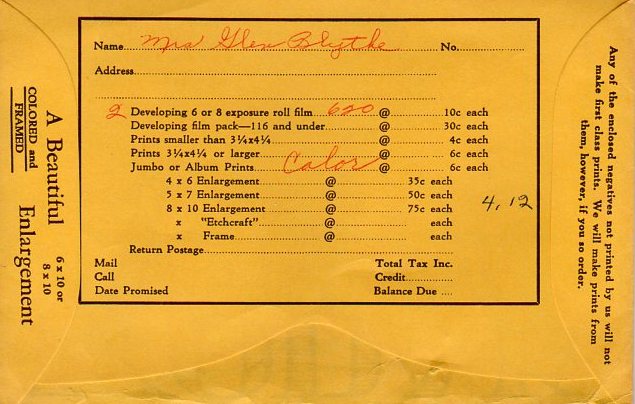 Name Mrs Glen Blythe No.
Address
2 Developing 6 or 8 exposure roll film 620 @ 10c each
Developing film pack—116 and under @ 30c each
Prints smaller than 3¼x4¼ @ 4c each
Prints 3¼x4¼ or larger @ 6c each
Jumbo or Album Prints Color @ 6c each
4 x 6 Enlargement @ 35c each
5 x 7 Enlargement @ 50c each
8 x 10 Enlargement @ 75c each
4,12
x "Etchcraft" @ each
x Frame @ each
Return Postage
Mail Total Tax Inc.
Call Credit
Date Promised Balance Due
A Beautiful Enlargement
COLORED and
FRAMED
6 x 10 or
8 x 10
Any of the enclosed negatives not printed by us will not
make first class prints. We will make prints from
them, however, if you so order.